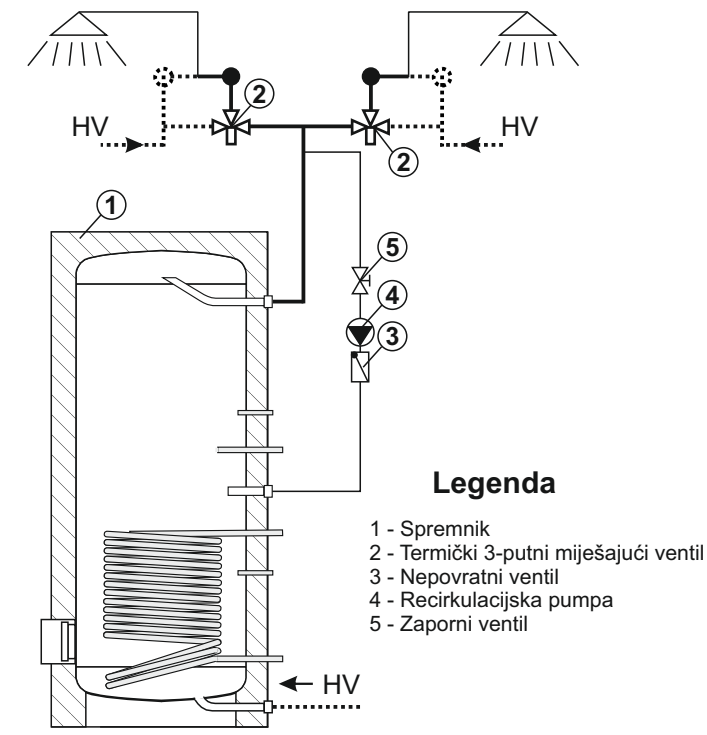 2
HV
HV
2
1
5
4
3
Legenda
1 - Spremnik
2 - Termički 3-putni miješajući ventil
3 - Nepovratni ventil
4 - Recirkulacijska pumpa
5 - Zaporni ventil
HV